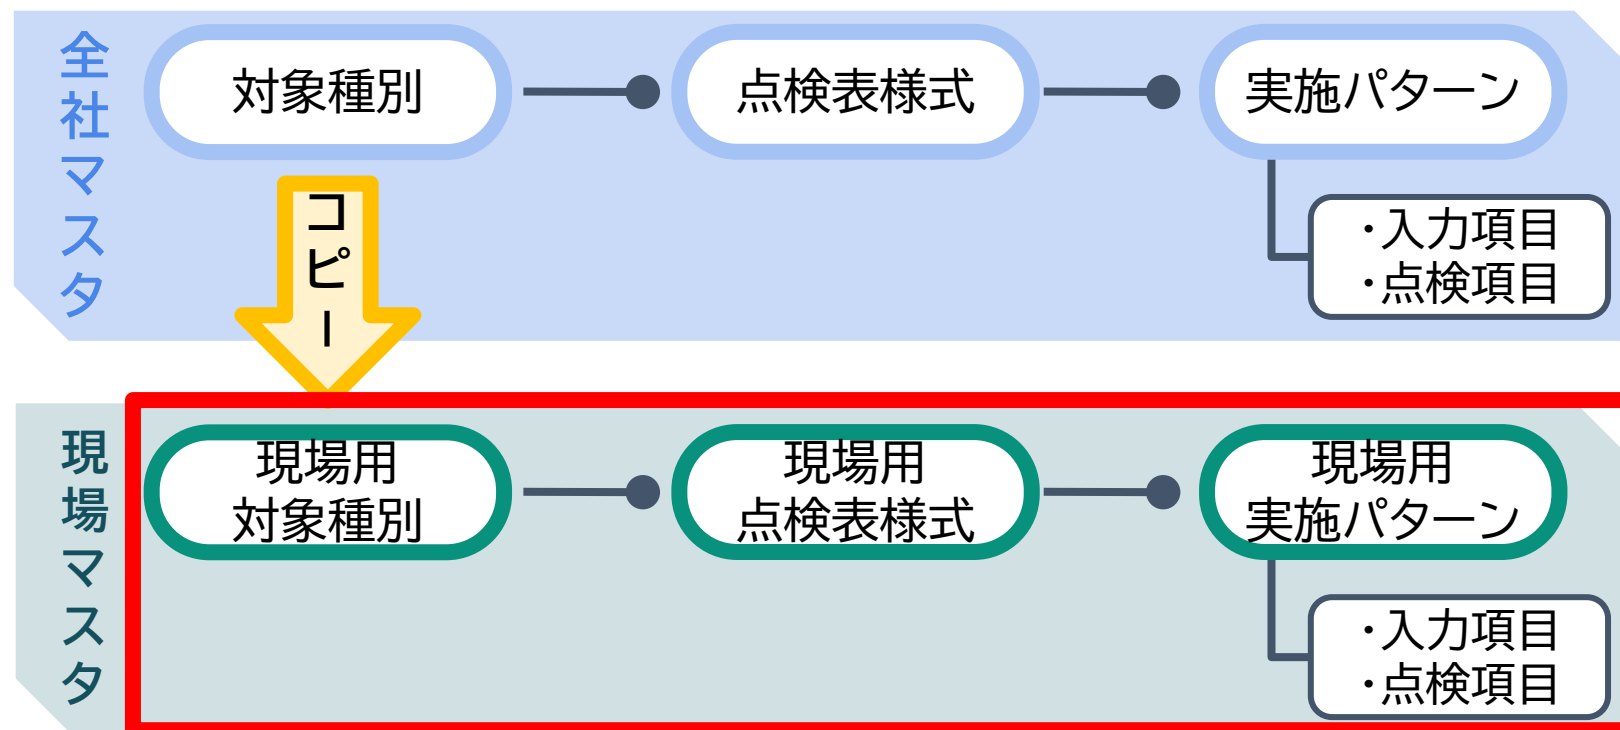 全社マスタ
対象種別
点検表様式
実施パターン
・入力項目
・点検項目
コピー
現場マスタ
現場用
対象種別
現場用
点検表様式
現場用
実施パターン
・入力項目
・点検項目